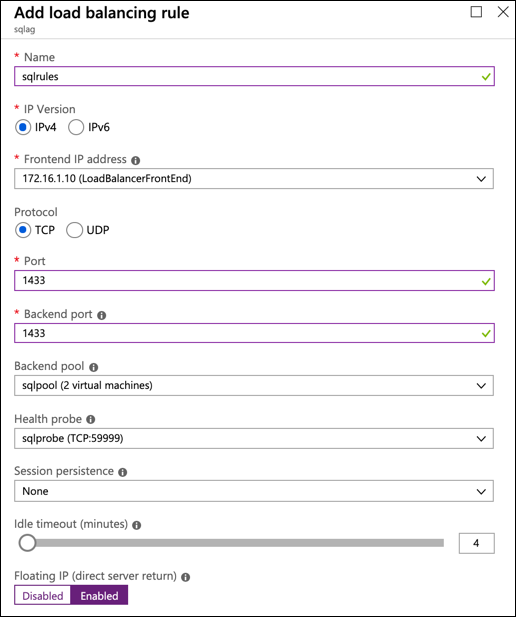 Add load balancing rule
sqlag
* Name
sqlrules
* IP Version
IPv4 IPv6
* Frontend IP address
172.16.1.10 (LoadBalancerFrontEnd)
Protocol
TCP UDP
* Port
1433
* Backend port
1433
Backend pool
sqlpool (2 virtual machines)
Health probe
sqlprobe (TCP:59999)
Session persistence
None
Idle timeout (minutes)
4
Floating IP (direct server return)
Disabled Enabled